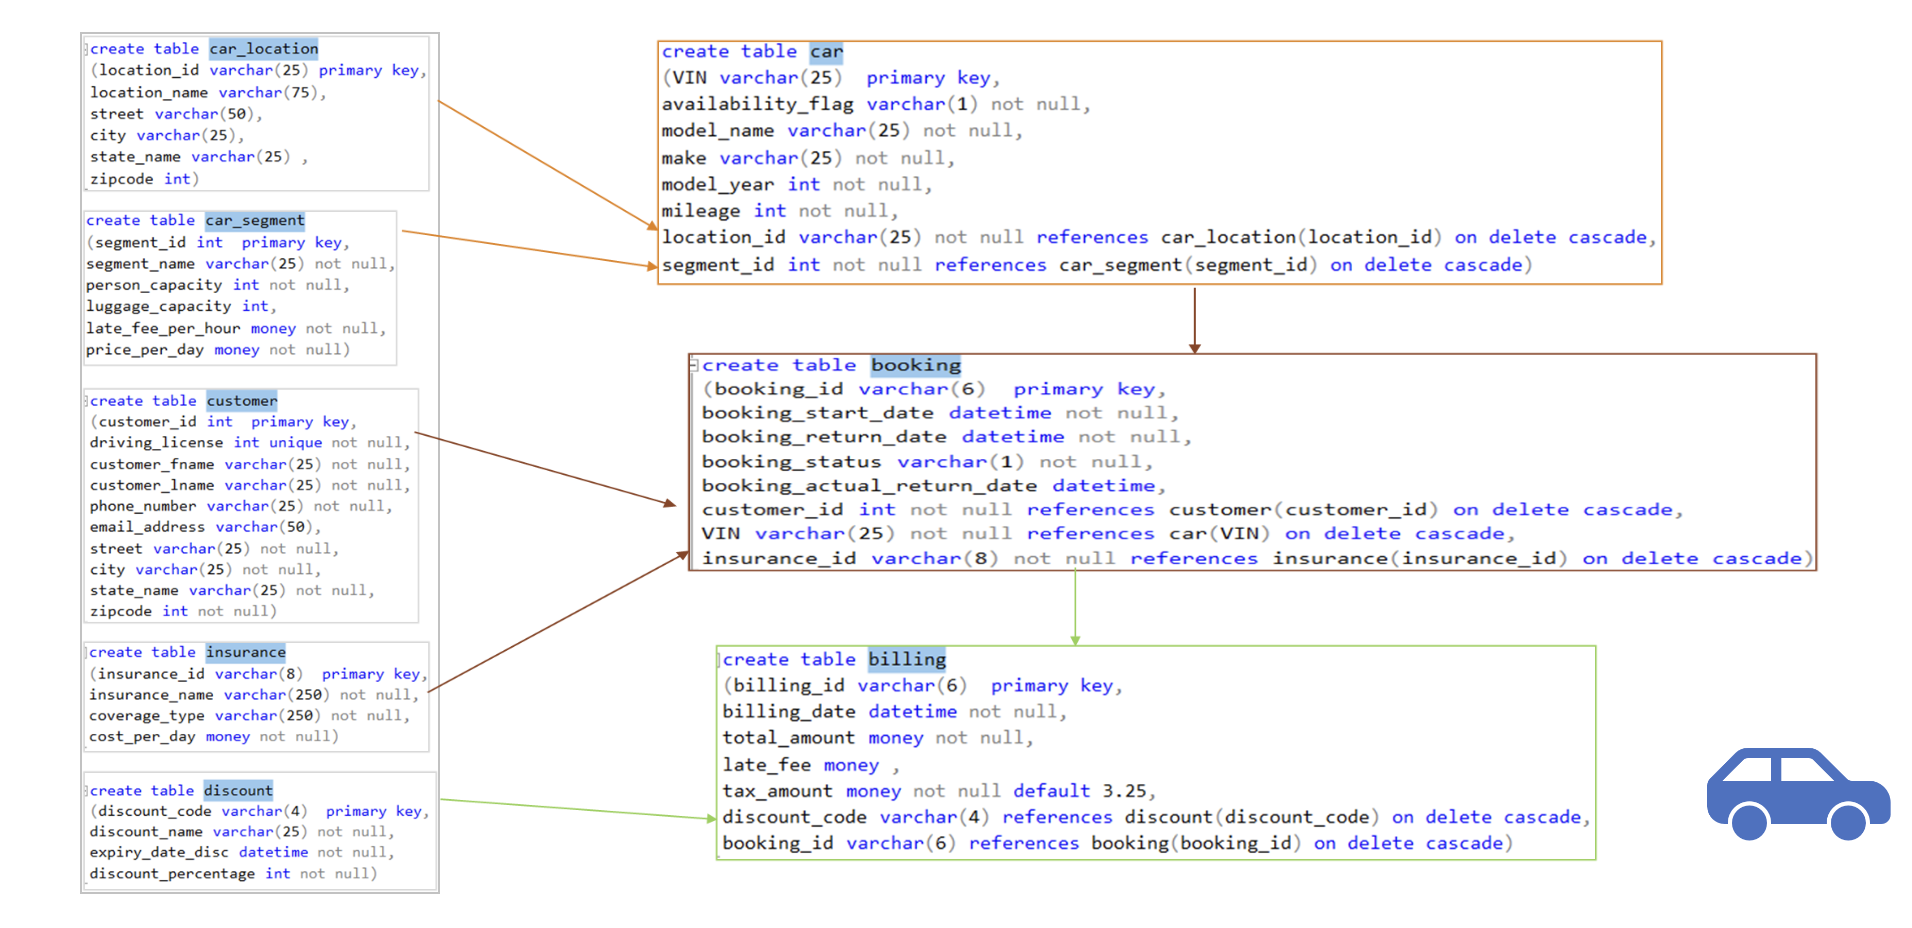 create table car_location
(location_id varchar(25) primary key,
location_name varchar(75),
street varchar(50),
city varchar(25),
state_name varchar(25) ,
zipcode int)
create table car_segment
(segment_id int  primary key,
segment_name varchar(25) not null,
person_capacity int not null,
luggage_capacity int,
late_fee_per_hour money not null,
price_per_day money not null)
create table customer
(customer_id int  primary key,
driving_license int unique not null,
customer_fname varchar(25) not null,
customer_lname varchar(25) not null,
phone_number varchar(25) not null,
email_address varchar(50),
street varchar(25) not null,
city varchar(25) not null,
state_name varchar(25) not null,
zipcode int not null)
create table insurance
(insurance_id varchar(8)  primary key,
insurance_name varchar(250) not null,
coverage_type varchar(250) not null,
cost_per_day money not null)
create table discount
(discount_code varchar(4)  primary key,
discount_name varchar(25) not null,
expiry_date_disc datetime not null,
discount_percentage int not null)
create table car
(VIN varchar(25)  primary key,
availability_flag varchar(1) not null,
model_name varchar(25) not null,
make varchar(25) not null,
model_year int not null,
mileage int not null,
location_id varchar(25) not null references car_location(location_id) on delete cascade,
segment_id int not null references car_segment(segment_id) on delete cascade)
create table booking
(booking_id varchar(6)  primary key,
booking_start_date datetime not null,
booking_return_date datetime not null,
booking_status varchar(1) not null,
booking_actual_return_date datetime,
customer_id int not null references customer(customer_id) on delete cascade,
VIN varchar(25) not null references car(VIN) on delete cascade,
insurance_id varchar(8) not null references insurance(insurance_id) on delete cascade)
create table billing
(billing_id varchar(6)  primary key,
billing_date datetime not null,
total_amount money not null,
late_fee money ,
tax_amount money not null default 3.25,
discount_code varchar(4) references discount(discount_code) on delete cascade,
booking_id varchar(6) references booking(booking_id) on delete cascade)